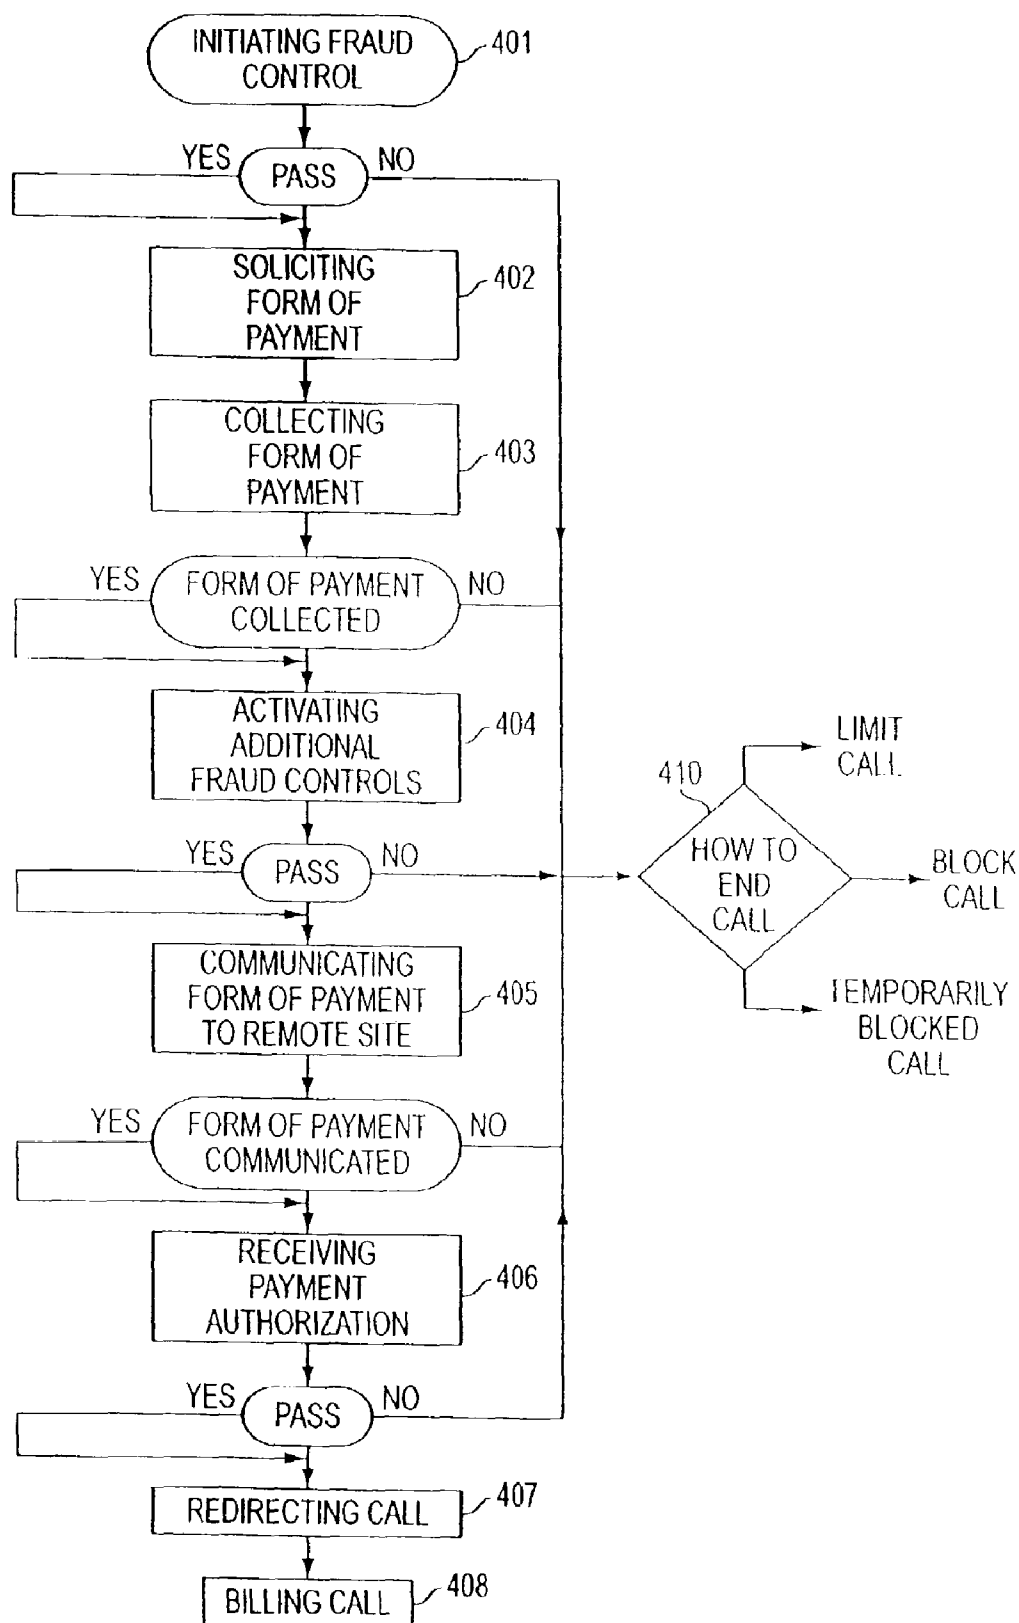 INITIATING FRAUD
CONTROL
401
YES
PASS
NO
SOLICITING
FORM OF
PAYMENT
402
COLLECTING
FORM OF
PAYMENT
403
YES
FORM OF PAYMENT
COLLECTED
NO
ACTIVATING
ADDITIONAL
FRAUD CONTROLS
404
YES
PASS
NO
410
HOW TO
END
CALL
LIMIT
CALL
BLOCK
CALL
TEMPORARILY
BLOCKED
CALL
COMMUNICATING
FORM OF PAYMENT
TO REMOTE SITE
405
YES
FORM OF PAYMENT
COMMUNICATED
NO
RECEIVING
PAYMENT
AUTHORIZATION
406
YES
PASS
NO
REDIRECTING CALL
407
BILLING CALL
408